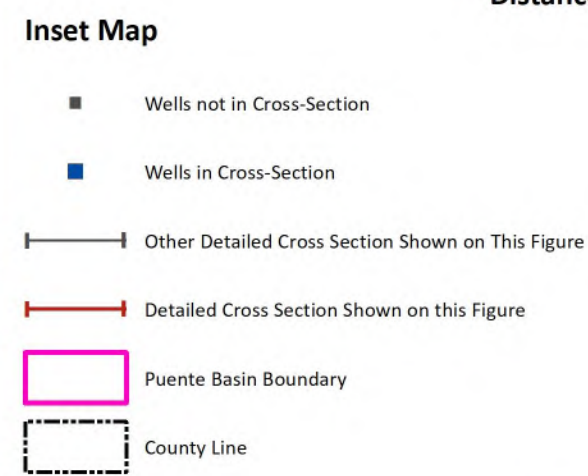 Inset Map
Wells not in Cross-Section
Wells in Cross-Section
Other Detailed Cross Section Shown on This Figure
Detailed Cross Section Shown on this Figure
Puente Basin Boundary
County Line